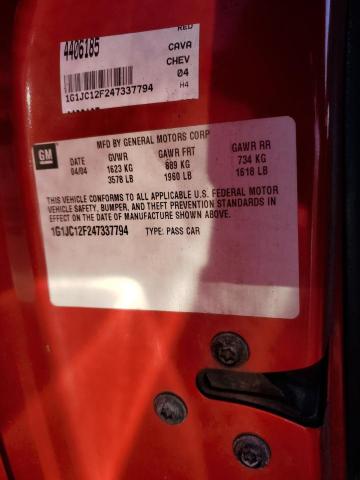 RED
4406185 CAVA
CHEV
04
1G1JC12F247337794 H4
GM
MFD BY GENERAL MOTORS CORP
DATE GVWR GAWR FRT GAWR RR
04/04 1623 KG 889 KG 734 KG
3578 LB 1960 LB 1618 LB
THIS VEHICLE CONFORMS TO ALL APPLICABLE U.S. FEDERAL MOTOR
VEHICLE SAFETY, BUMPER, AND THEFT PREVENTION STANDARDS IN
EFFECT ON THE DATE OF MANUFACTURE SHOWN ABOVE.
1G1JC12F247337794 TYPE: PASS CAR